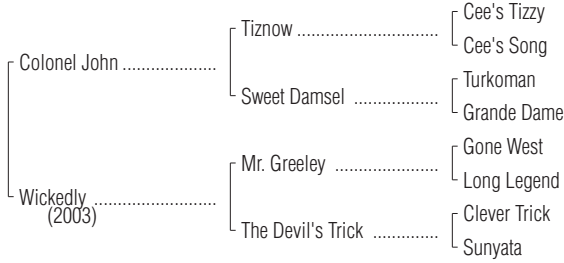 Cee's Tizzy
Tiznow ................................
Cee's Song
Colonel John .....................
Turkoman
Sweet Damsel ...................
Grande Dame
Gone West
Mr. Greeley .......................
Long Legend
Wickedly ...........................
(2003)
Clever Trick
The Devil's Trick ..............
Sunyata